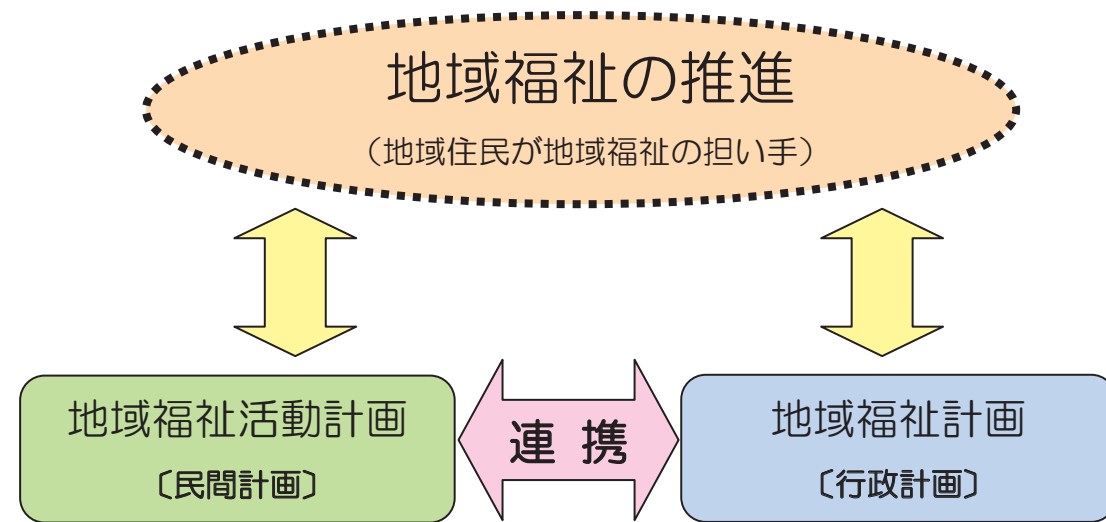 地域福祉の推進
（地域住民が地域福祉の担い手）
地域福祉活動計画
〔民間計画〕
連 携
地域福祉計画
〔行政計画〕